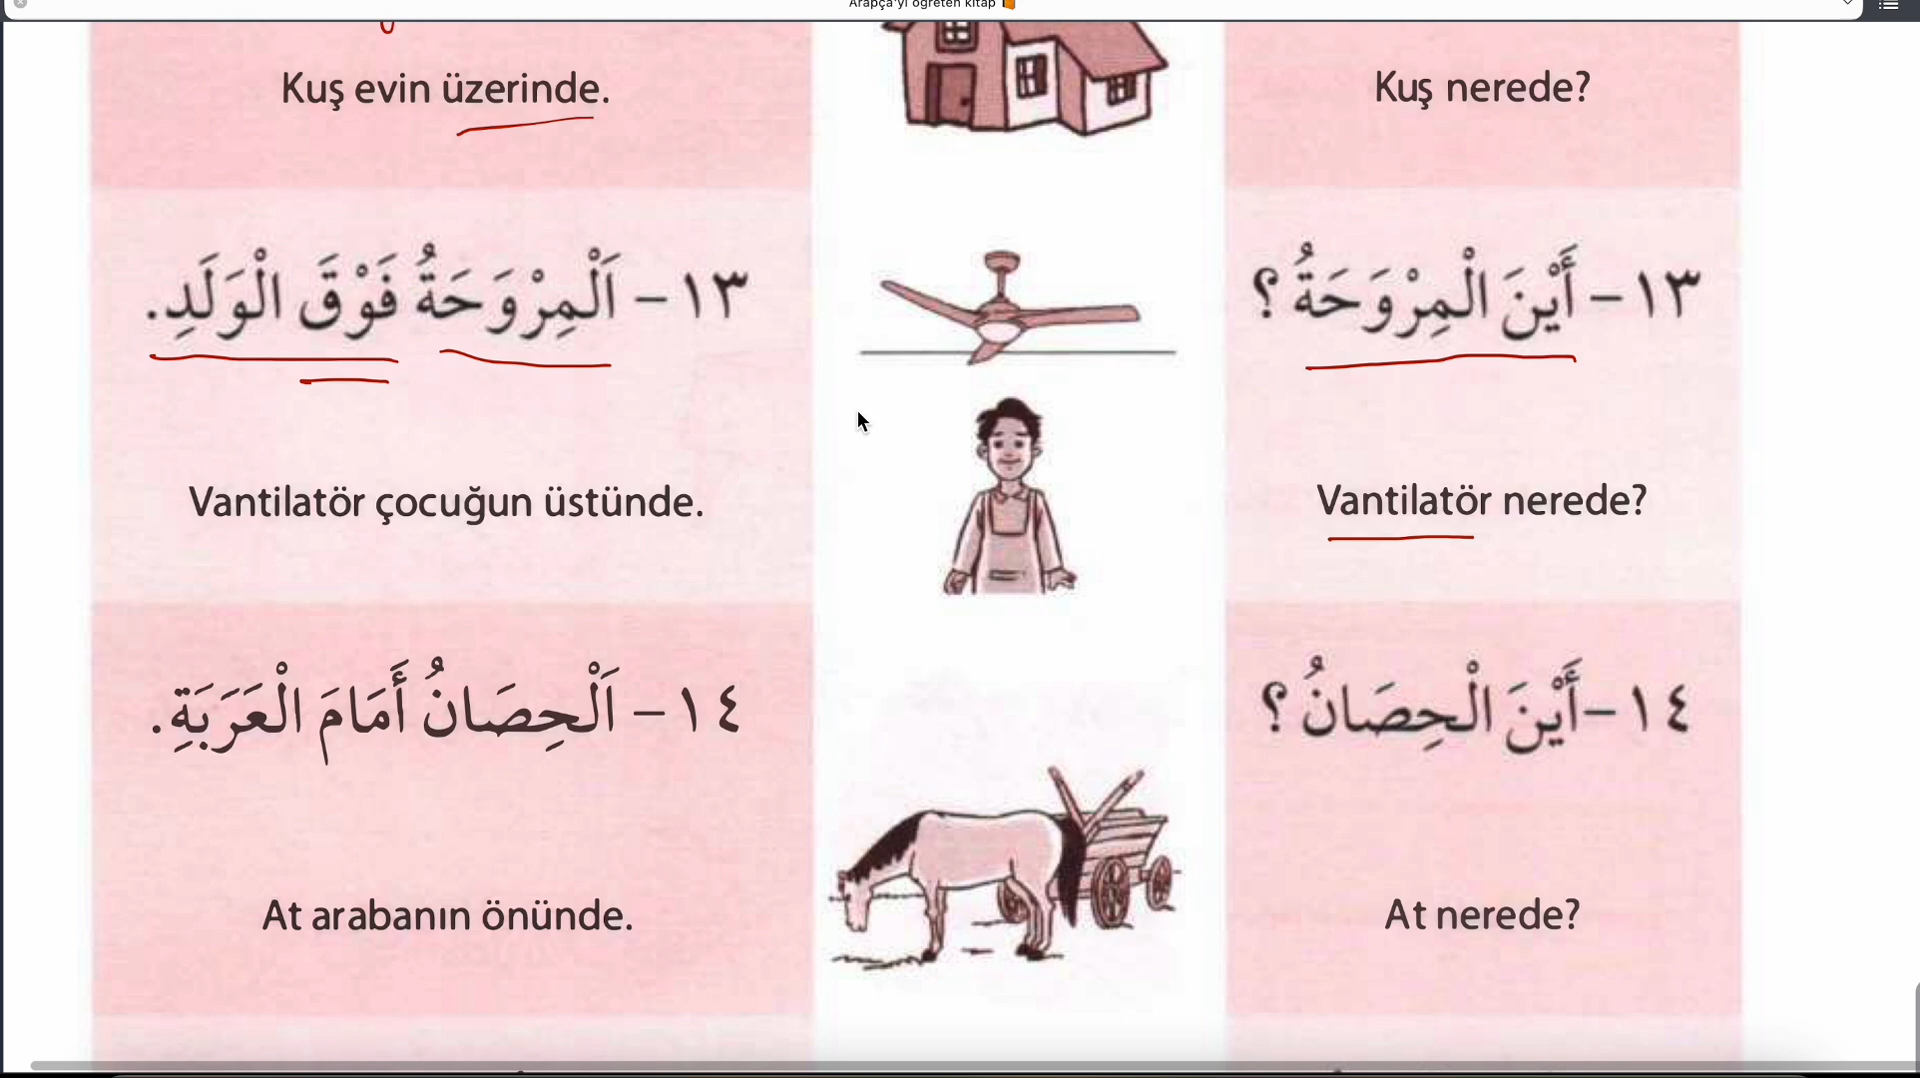 Arapça'yı öğreten kitap
Kuş nerede?
Kuş evin üzerinde.
١٣ – أَيْنَ الْمِرْوَحَةُ ؟
١٣ – اَلْمِرْوَحَةُ فَوْقَ الْوَلَدِ.
Vantilatör nerede?
Vantilatör çocuğun üstünde.
١٤ – أَيْنَ الْحِصَانُ ؟
١٤ – اَلْحِصَانُ أَمَامَ الْعَرَبَةِ.
At nerede?
At arabanın önünde.